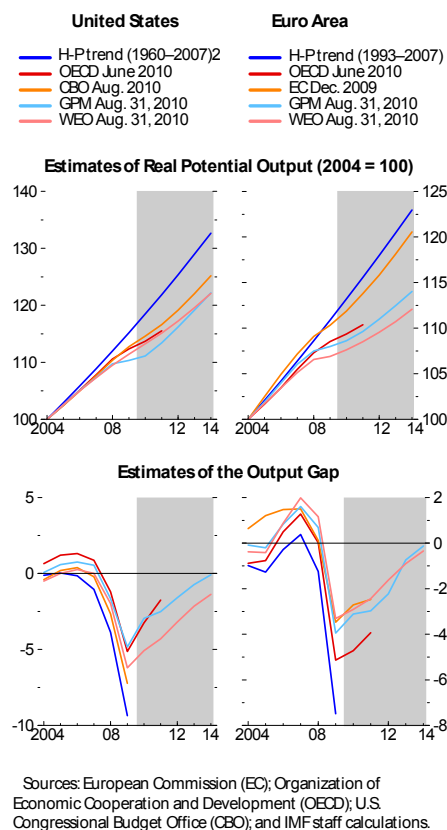 United States
Euro Area
H-P trend (1960–2007)2
OECD June 2010
CBO Aug. 2010
GPM Aug. 31, 2010
WEO Aug. 31, 2010
H-P trend (1993–2007)
OECD June 2010
EC Dec. 2009
GPM Aug. 31, 2010
WEO Aug. 31, 2010
Estimates of Real Potential Output (2004 = 100)
140
130
120
110
100
2004 08 12 14
125
120
115
110
105
100
2004 08 12 14
Estimates of the Output Gap
5
0
-5
-10
2004 08 12 14
2
0
-2
-4
-6
-8
2004 08 12 14
Sources: European Commission (EC); Organization of
Economic Cooperation and Development (OECD); U.S.
Congressional Budget Office (CBO); and IMF staff calculations.